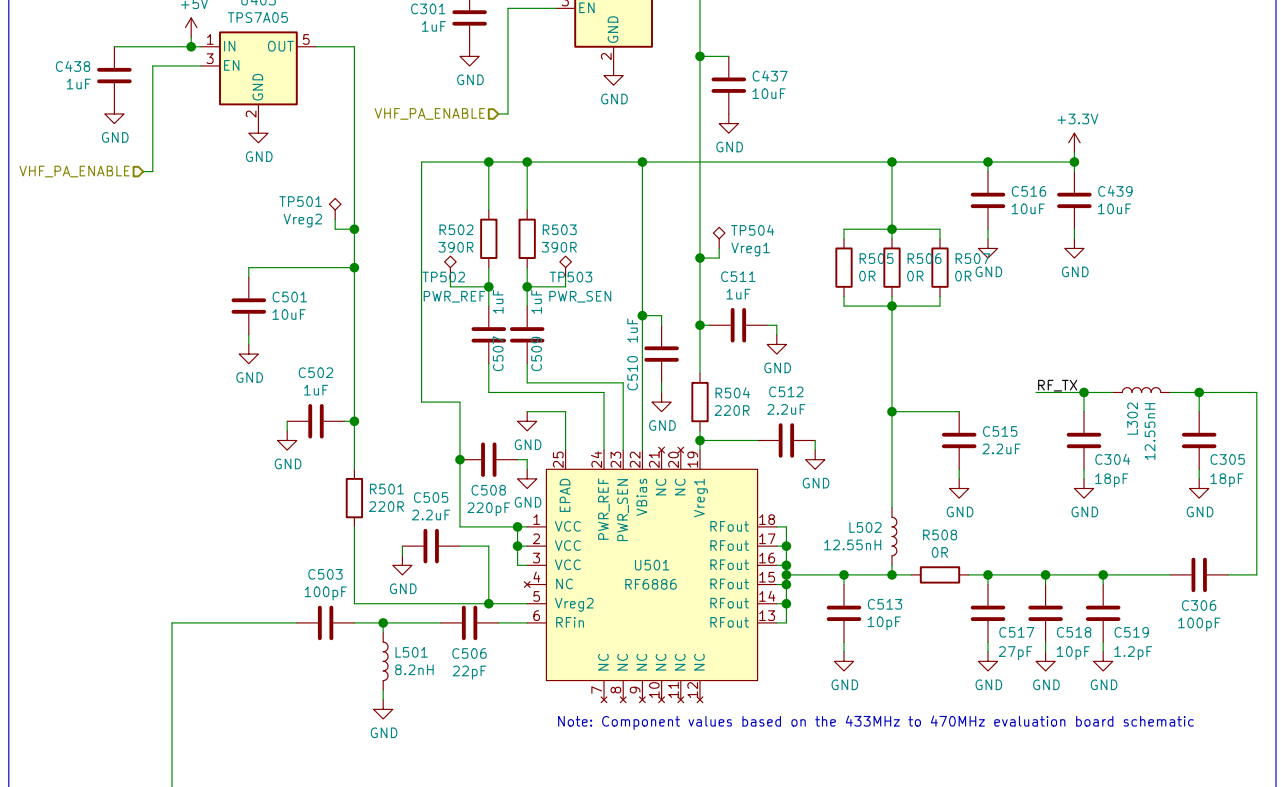 +5V
U403
TPS7A05
1
IN
OUT
5
3
EN
GND
2
C438
1uF
GND
GND
VHF_PA_ENABLE
C301
1uF
GND
3
EN
GND
2
GND
VHF_PA_ENABLE
C437
10uF
GND
+3.3V
TP501
Vreg2
C501
10uF
GND
C502
1uF
GND
R501
220R
R502
390R
R503
390R
TP502
PWR_REF
TP503
PWR_SEN
1uF
C507
1uF
C509
C510 1uF
GND
TP504
Vreg1
C511
1uF
GND
R504
220R
C512
2.2uF
GND
R505
0R
R506
0R
R507
0R
C516
10uF
GND
C439
10uF
GND
C515
2.2uF
GND
RF_TX
L302
12.55nH
C304
18pF
GND
C305
18pF
GND
GND
C508
220pF
GND
C505
2.2uF
GND
C503
100pF
L501
8.2nH
GND
C506
22pF
25
EPAD
24
PWR_REF
23
PWR_SEN
22
VBias
21
NC
20
NC
19
Vreg1
1
VCC
2
VCC
3
VCC
4
NC
5
Vreg2
6
RFin
U501
RF6886
RFout
18
RFout
17
RFout
16
RFout
15
RFout
14
RFout
13
NC
7
NC
8
NC
9
NC
10
NC
11
NC
12
L502
12.55nH
R508
0R
C513
10pF
GND
C517
27pF
GND
C518
10pF
GND
C519
1.2pF
GND
C306
100pF
Note: Component values based on the 433MHz to 470MHz evaluation board schematic